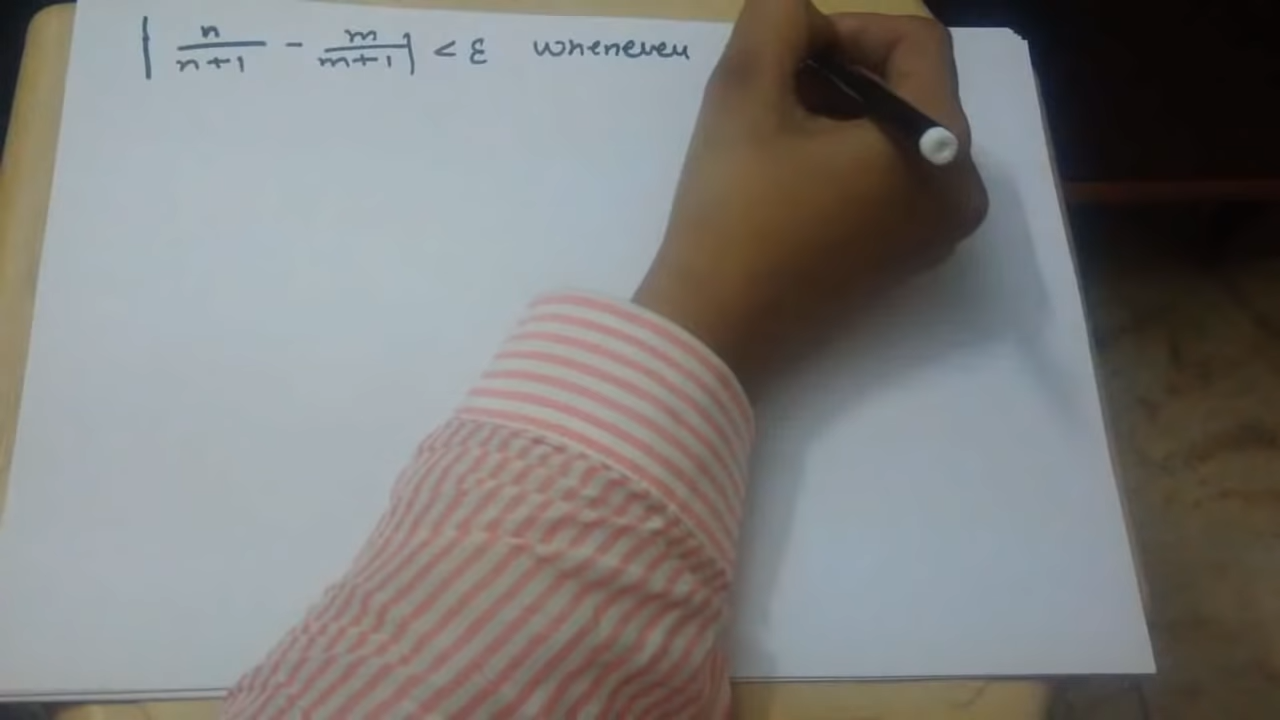 | n/n+1 - m/m+1 | < ε whenever